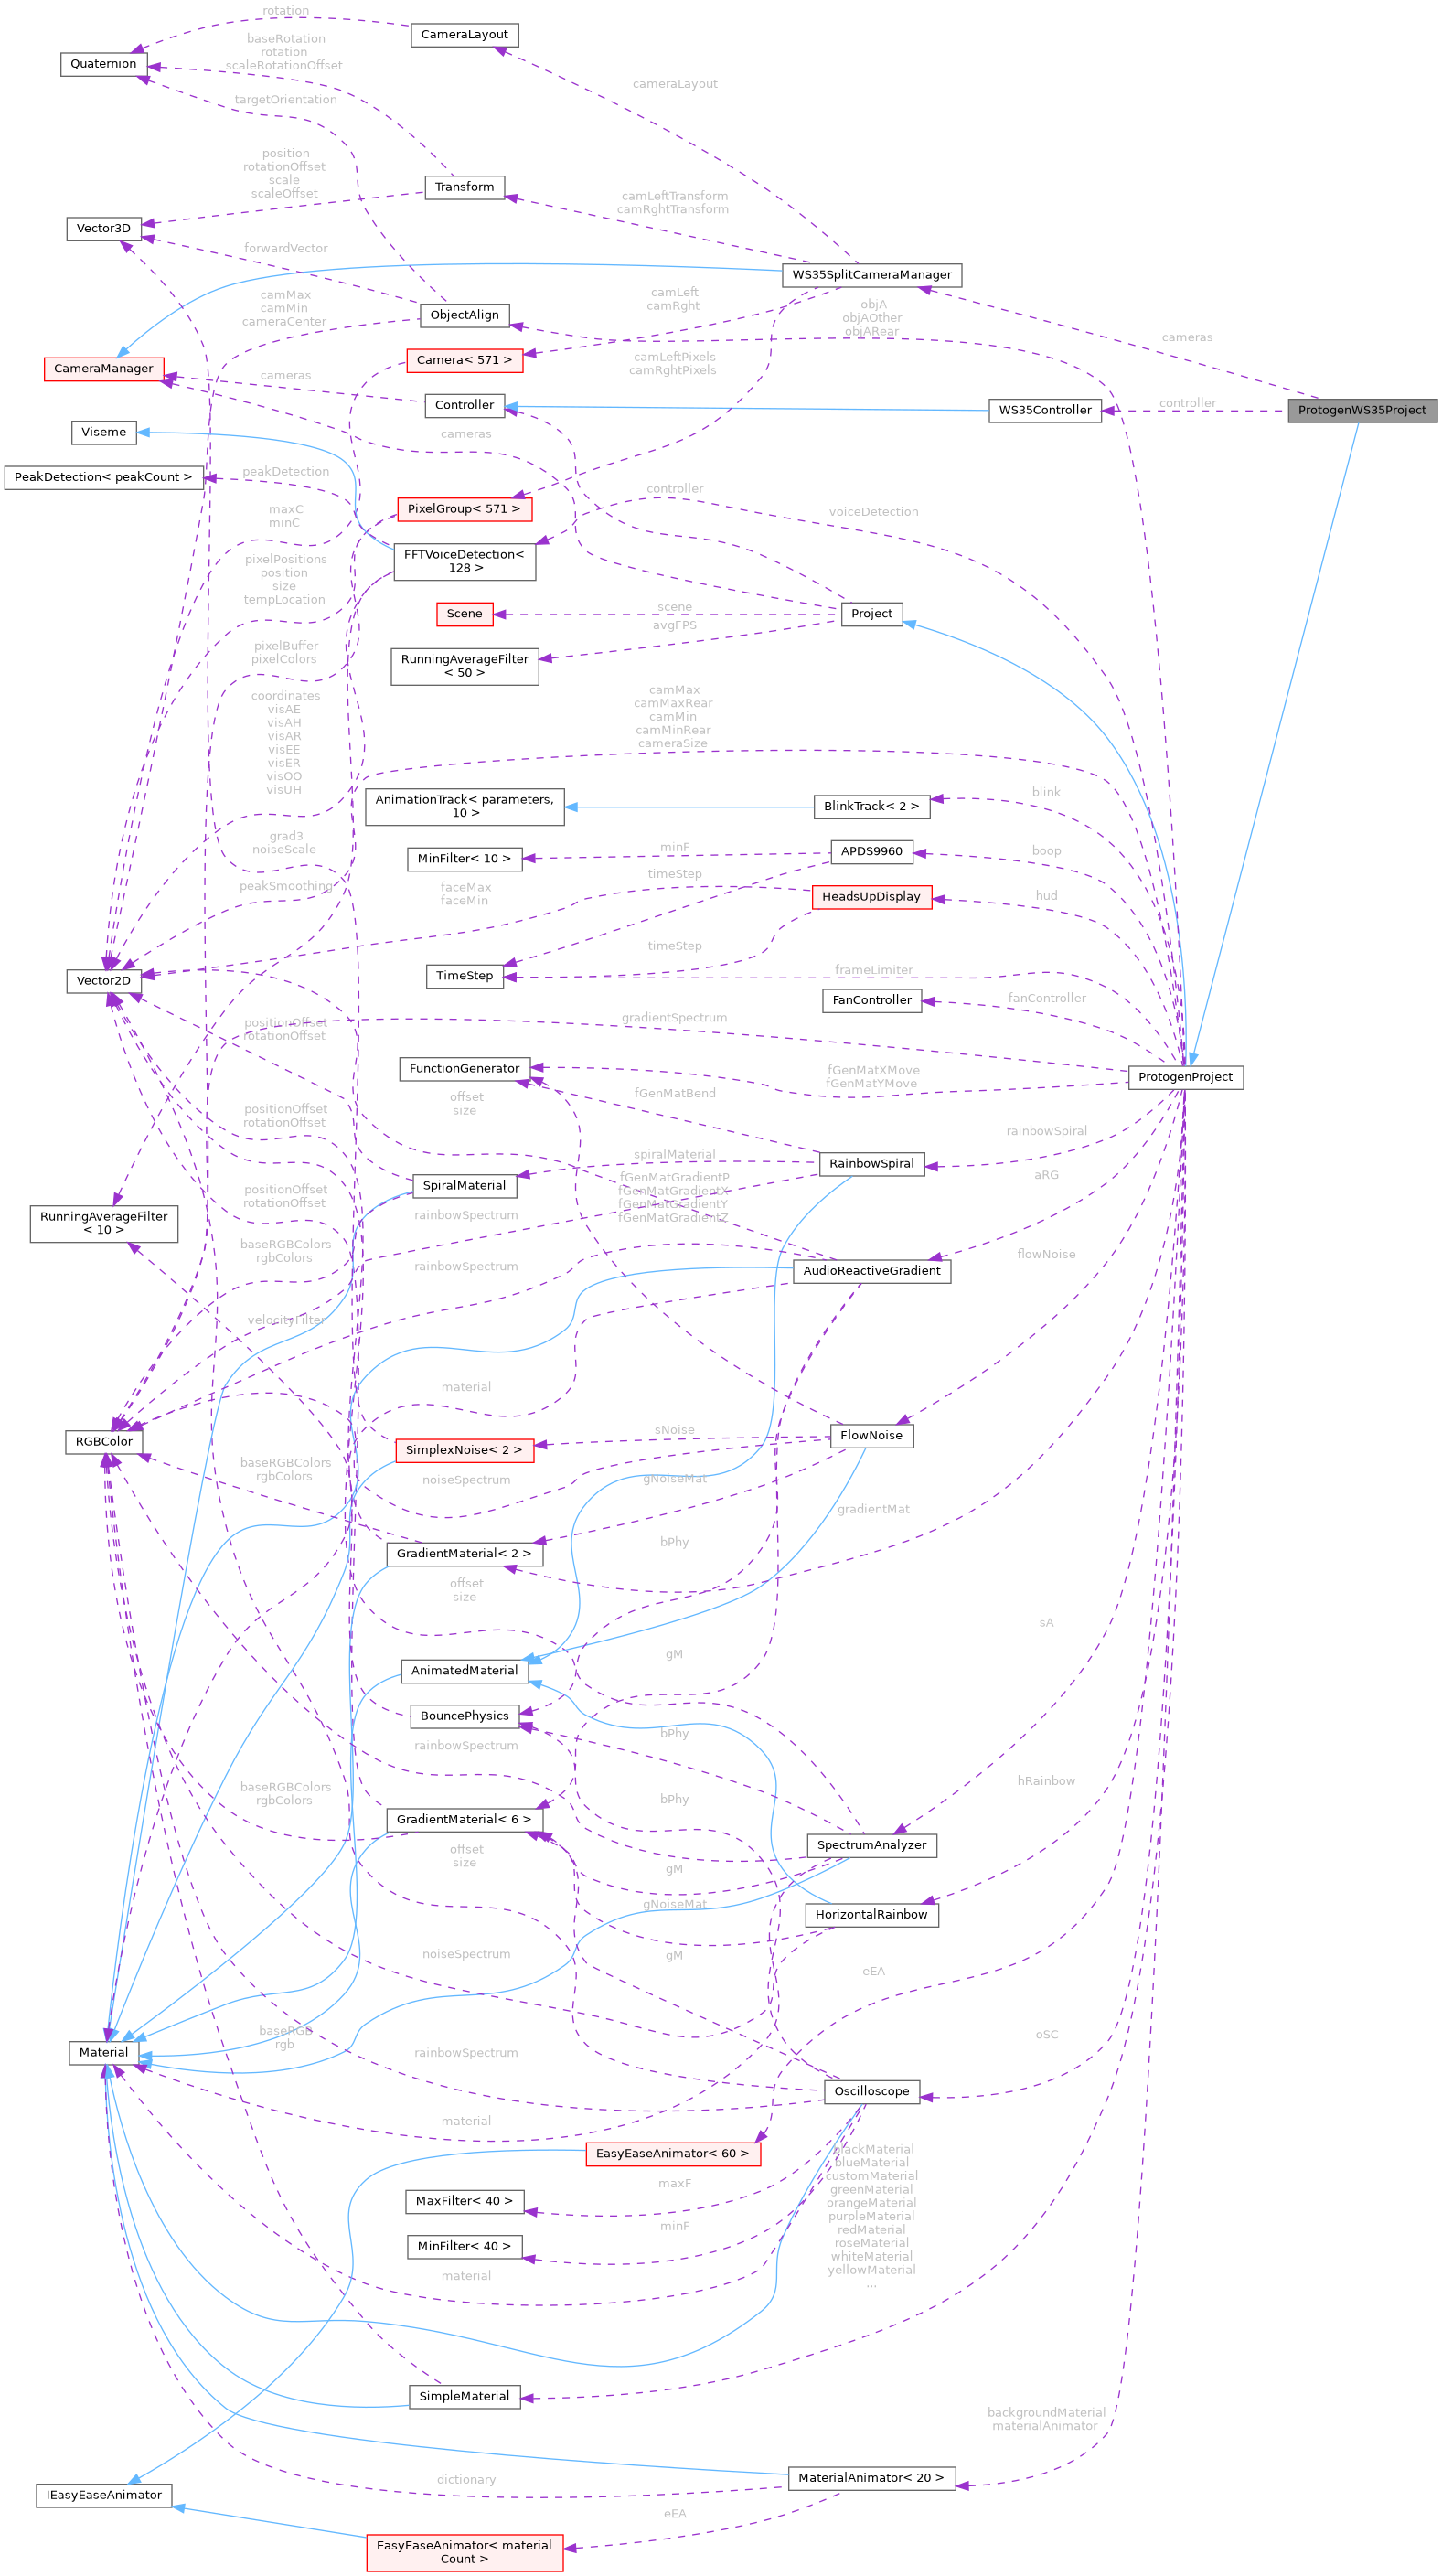 rotation
CameraLayout
baseRotation
rotation
scaleRotationOffset
Quaternion
cameraLayout
targetOrientation
position
rotationOffset
scale
scaleOffset
Transform
camLeftTransform
camRghtTransform
Vector3D
forwardVector
WS35SplitCameraManager
camMax
camMin
cameraCenter
ObjectAlign
camLeft
camRght
objA
objAOther
objARear
cameras
Camera< 571 >
camLeftPixels
camRghtPixels
CameraManager
cameras
Controller
WS35Controller
controller
ProtogenWS35Project
Viseme
cameras
PeakDetection< peakCount >
peakDetection
controller
maxC
minC
PixelGroup< 571 >
voiceDetection
pixelPositions
position
size
tempLocation
FFTVoiceDetection<
128 >
Scene
scene
Project
avgFPS
pixelBuffer
pixelColors
RunningAverageFilter
< 50 >
coordinates
visAE
visAH
visAR
visEE
visER
visOO
visUH
camMax
camMaxRear
camMin
camMinRear
cameraSize
AnimationTrack< parameters,
10 >
BlinkTrack< 2 >
blink
grad3
noiseScale
MinFilter< 10 >
minF
APDS9960
boop
peakSmoothing
faceMax
faceMin
timeStep
HeadsUpDisplay
hud
timeStep
Vector2D
TimeStep
frameLimiter
FanController
fanController
positionOffset
rotationOffset
gradientSpectrum
FunctionGenerator
fGenMatXMove
fGenMatYMove
ProtogenProject
offset
size
fGenMatBend
positionOffset
rotationOffset
rainbowSpiral
spiralMaterial
RainbowSpiral
SpiralMaterial
fGenMatGradientP
fGenMatGradientX
fGenMatGradientY
fGenMatGradientZ
aRG
positionOffset
rotationOffset
RunningAverageFilter
< 10 >
rainbowSpectrum
baseRGBColors
rgbColors
rainbowSpectrum
AudioReactiveGradient
flowNoise
velocityFilter
material
RGBColor
SimplexNoise< 2 >
sNoise
FlowNoise
baseRGBColors
rgbColors
noiseSpectrum
gNoiseMat
gradientMat
GradientMaterial< 2 >
bPhy
offset
size
sA
gM
AnimatedMaterial
BouncePhysics
bPhy
rainbowSpectrum
hRainbow
baseRGBColors
rgbColors
bPhy
GradientMaterial< 6 >
SpectrumAnalyzer
offset
size
gM
gNoiseMat
HorizontalRainbow
noiseSpectrum
gM
eEA
baseRGB
rgb
oSC
Material
rainbowSpectrum
Oscilloscope
material
EasyEaseAnimator< 60 >
blackMaterial
blueMaterial
customMaterial
greenMaterial
orangeMaterial
purpleMaterial
redMaterial
roseMaterial
whiteMaterial
yellowMaterial
...
maxF
MaxFilter< 40 >
minF
MinFilter< 40 >
material
SimpleMaterial
backgroundMaterial
materialAnimator
dictionary
MaterialAnimator< 20 >
IEasyEaseAnimator
eEA
EasyEaseAnimator< material
Count >